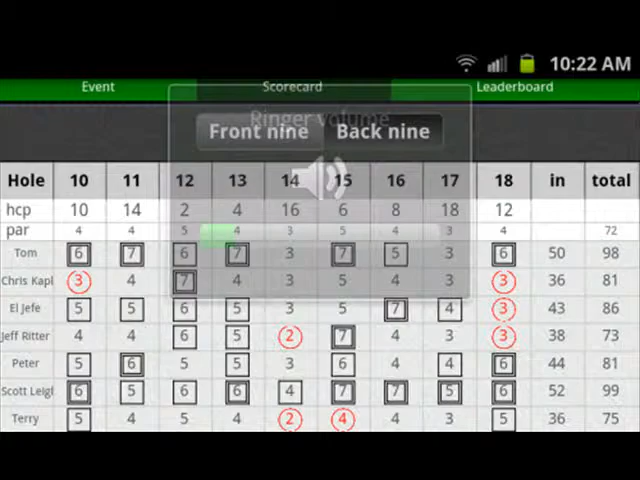 10:22 AM
Event Scorecard Leaderboard
Ringer volume
Front nine Back nine
Hole 10 11 12 13 14 15 16 17 18 in total
hcp 10 14 2 4 16 6 8 18 12
par 4 4 5 4 3 5 4 3 4 72
Tom 6 7 6 7 3 7 5 3 6 50 98
Chris Kapl 3 4 7 4 3 5 4 3 3 36 81
El Jefe 5 5 6 5 3 5 7 4 3 43 86
Jeff Ritter 4 4 6 5 2 7 4 3 3 38 73
Peter 5 6 5 5 3 6 4 4 6 44 81
Scott Leigl 6 5 6 6 4 7 7 5 6 52 99
Terry 5 4 5 4 2 4 4 3 5 36 75